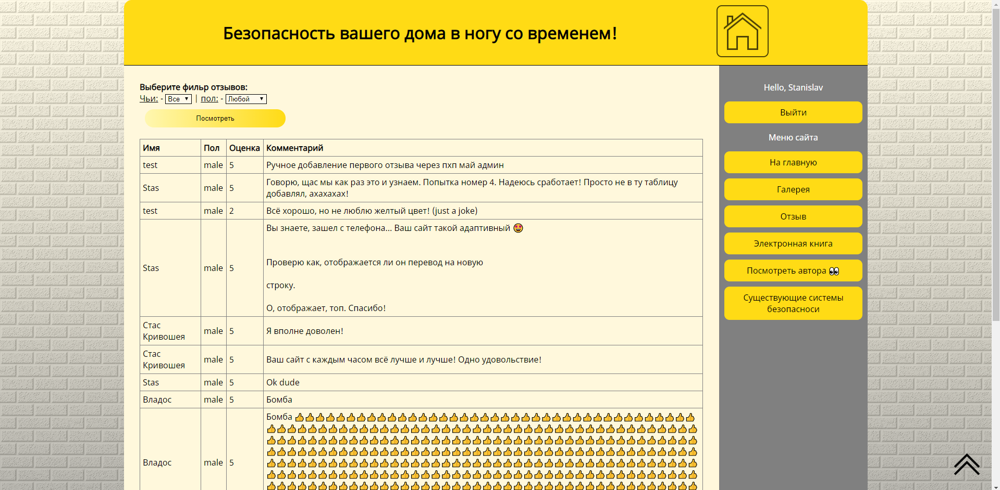 Безопасность вашего дома в ногу со временем!
Выберите фильр отзывов:
Чьи: - Все | пол: - Любой
Посмотреть
Имя Пол Оценка Комментарий
test male 5 Ручное добавление первого отзыва через пхп май админ
Stas male 5 Говорю, щас мы как раз это и узнаем. Попытка номер 4. Надеюсь сработает! Просто не в ту таблицу
добавлял, ахахахах!
test male 2 Всё хорошо, но не люблю желтый цвет! (just a joke)
Stas male 5 Вы знаете, зашел с телефона... Ваш сайт такой адаптивный 🤩
Проверю как, отображается ли он перевод на новую
строку.
О, отображает, топ. Спасибо!
Стас
Кривошея male 5 Я вполне доволен!
Стас
Кривошея male 5 Ваш сайт с каждым часом всё лучше и лучше! Одно удовольствие!
Stas male 5 Ok dude
Владос male 5 Бомба
Владос male 5 Бомба
Hello, Stanislav
Выйти
Меню сайта
На главную
Галерея
Отзыв
Электронная книга
Посмотреть автора 👀
Существующие системы
безопасноси